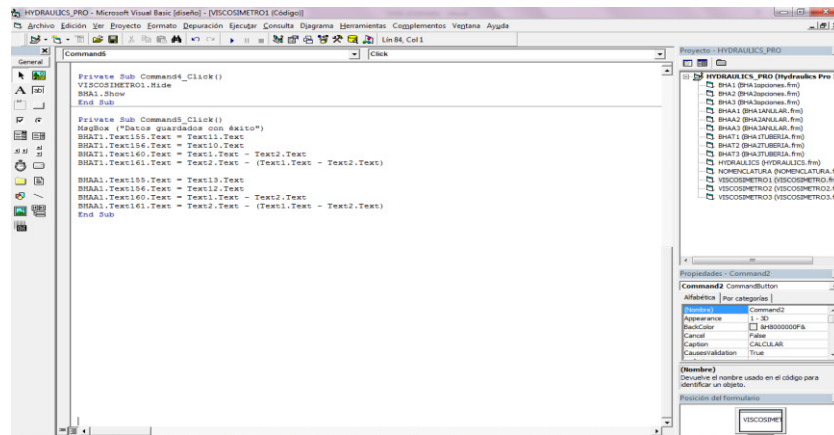 HYDRAULICS_PRO - Microsoft Visual Basic [diseño] - [VISCOSIMETRO1 (Código)]
Archivo Edición Ver Proyecto Formato Depuración Ejecutar Consulta Diagrama Herramientas Complementos Ventana Ayuda
Lín 84, Col 1
General
Command5
Click
Private Sub Command4_Click()
VISCOSIMETRO1.Hide
BHA1.Show
End Sub
Private Sub Command5_Click()
MsgBox ("Datos guardados con éxito")
BHAT1.Text155.Text = Text11.Text
BHAT1.Text156.Text = Text10.Text
BHAT1.Text160.Text = Text1.Text - Text2.Text
BHAT1.Text161.Text = Text2.Text - (Text1.Text - Text2.Text)
BHAA1.Text155.Text = Text13.Text
BHAA1.Text156.Text = Text12.Text
BHAA1.Text160.Text = Text1.Text - Text2.Text
BHAA1.Text161.Text = Text2.Text - (Text1.Text - Text2.Text)
End Sub
Proyecto - HYDRAULICS_PRO
HYDRAULICS_PRO (Hydraulics Pro
BHA1 (BHA1opciones.frm)
BHA2 (BHA2opciones.frm)
BHA3 (BHA3opciones.frm)
BHAA1 (BHA1ANULAR.frm)
BHAA2 (BHA2ANULAR.frm)
BHAA3 (BHA3ANULAR.frm)
BHAT1 (BHA1TUBERIA.frm)
BHAT2 (BHA2TUBERIA.frm)
BHAT3 (BHA3TUBERIA.frm)
HYDRAULICS (HYDRAULICS.frm)
NOMENCLATURA (NOMENCLATURA.f
VISCOSIMETRO1 (VISCOSIMETRO.fr
VISCOSIMETRO2 (VISCOSIMETRO2.f
VISCOSIMETRO3 (VISCOSIMETRO3.f
Propiedades - Command2
Command2 CommandButton
Alfabética Por categorías
(Nombre) Command2
Appearance 1 - 3D
BackColor &H8000000F&
Cancel False
Caption CALCULAR
CausesValidation True
(Nombre)
Devuelve el nombre usado en el código para
identificar un objeto.
Posición del formulario
VISCOSIMET